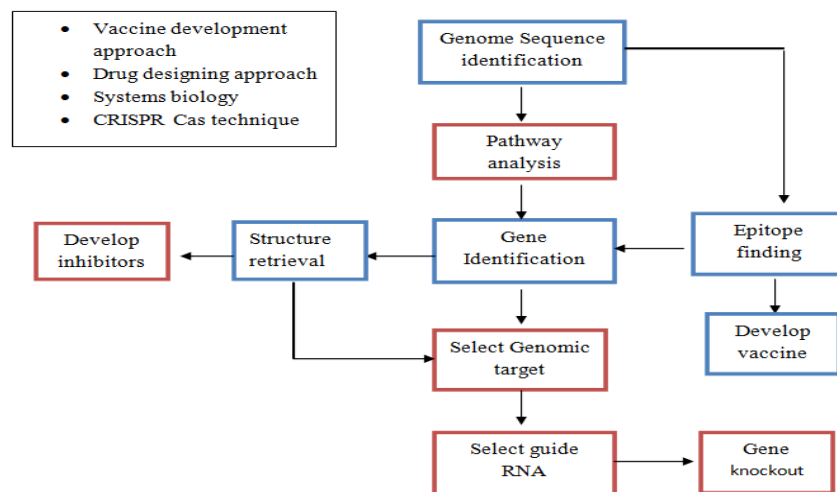 • Vaccine development
approach
• Drug designing approach
• Systems biology
• CRISPR Cas technique
Genome Sequence
identification
Pathway
analysis
Develop
inhibitors
Structure
retrieval
Gene
Identification
Epitope
finding
Develop
vaccine
Select Genomic
target
Select guide
RNA
Gene
knockout